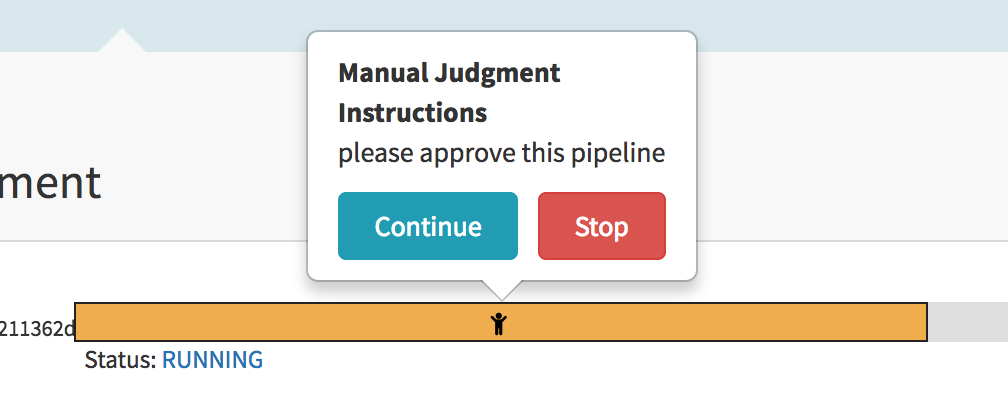 Manual Judgment
Instructions
please approve this pipeline
ment
Continue
Stop
211362d
Status: RUNNING